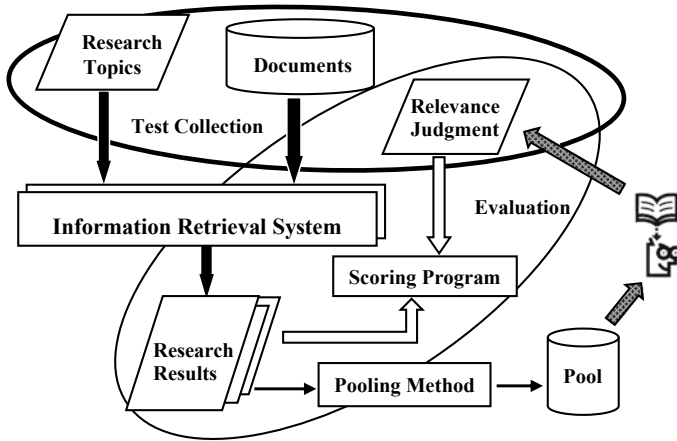 Research
Topics
Documents
Relevance
Judgment
Test Collection
Evaluation
Information Retrieval System
Scoring Program
Research
Results
Pooling Method
Pool